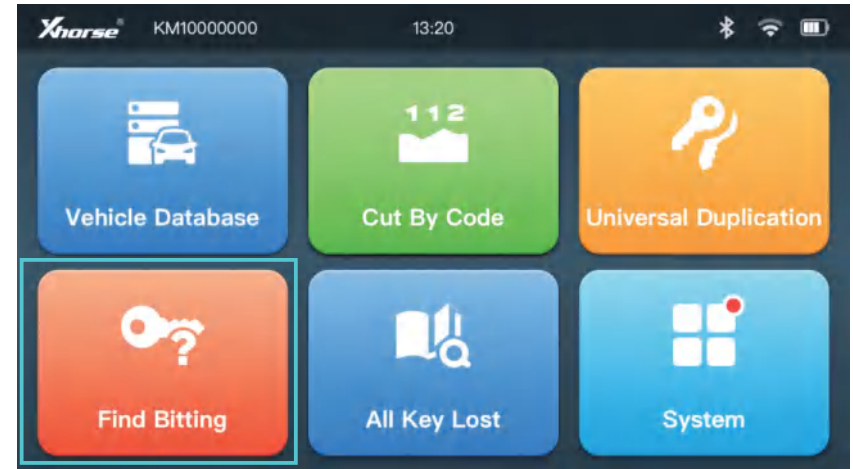 Xhorse® KM10000000 13:20
112
Vehicle Database Cut By Code Universal Duplication
?
Find Bitting All Key Lost System